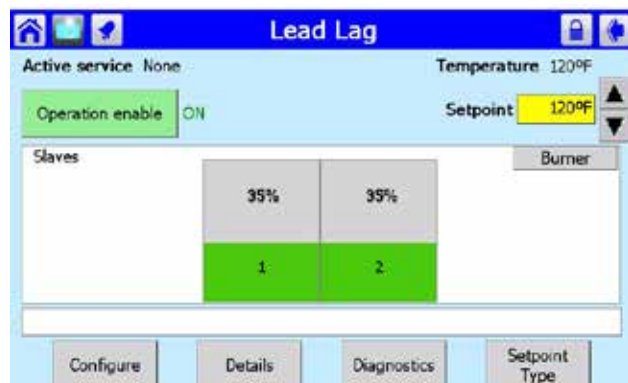 Lead Lag
Active service None
Temperature 120ºF
Operation enable
ON
Setpoint 120ºF
Slaves
Burner
35%
35%
1
2
Configure
Details
Diagnostics
Setpoint
Type